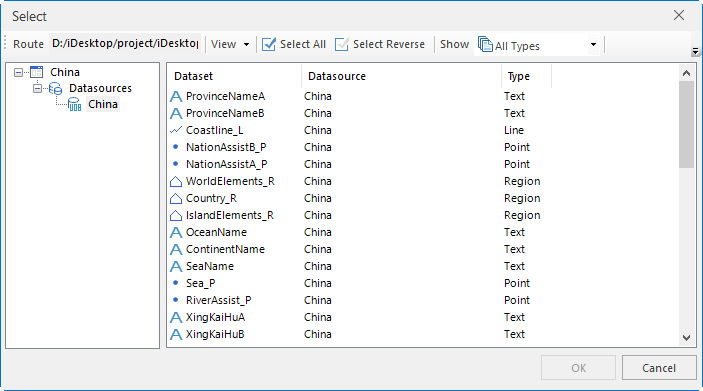 Select
Route D:/iDesktop/project/iDesktop View Select All Select Reverse Show All Types
China
Datasources
China
Dataset Datasource Type
ProvinceNameA China Text
ProvinceNameB China Text
Coastline_L China Line
NationAssistB_P China Point
NationAssistA_P China Point
WorldElements_R China Region
Country_R China Region
IslandElements_R China Region
OceanName China Text
ContinentName China Text
SeaName China Text
Sea_P China Point
RiverAssist_P China Point
XingKaiHuA China Text
XingKaiHuB China Text
OK Cancel